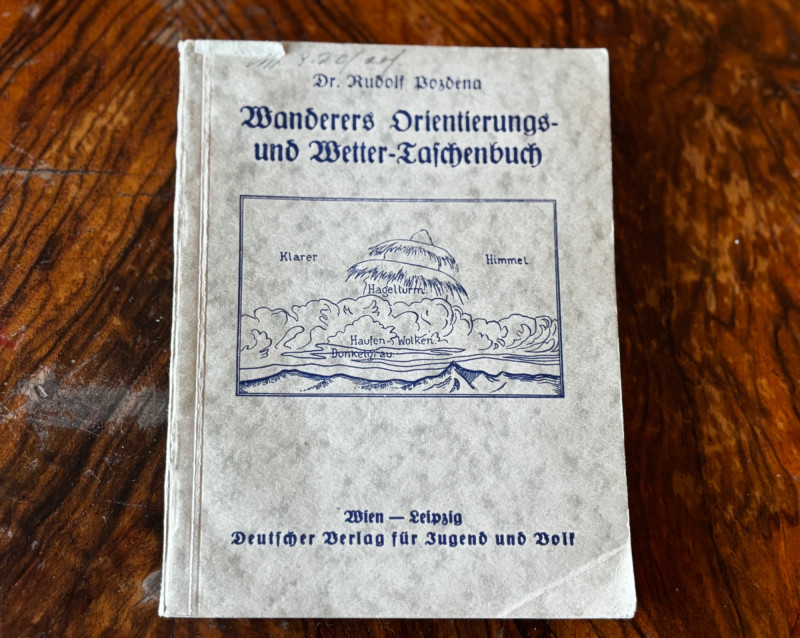 Dr. Rudolf Pozdena
Wanderers Orientierungs-
und Wetter-Taschenbuch
Klarer Himmel
Hagelturm
Haufen-Wolken
Dunkelgrau
Wien — Leipzig
Deutscher Verlag für Jugend und Volk